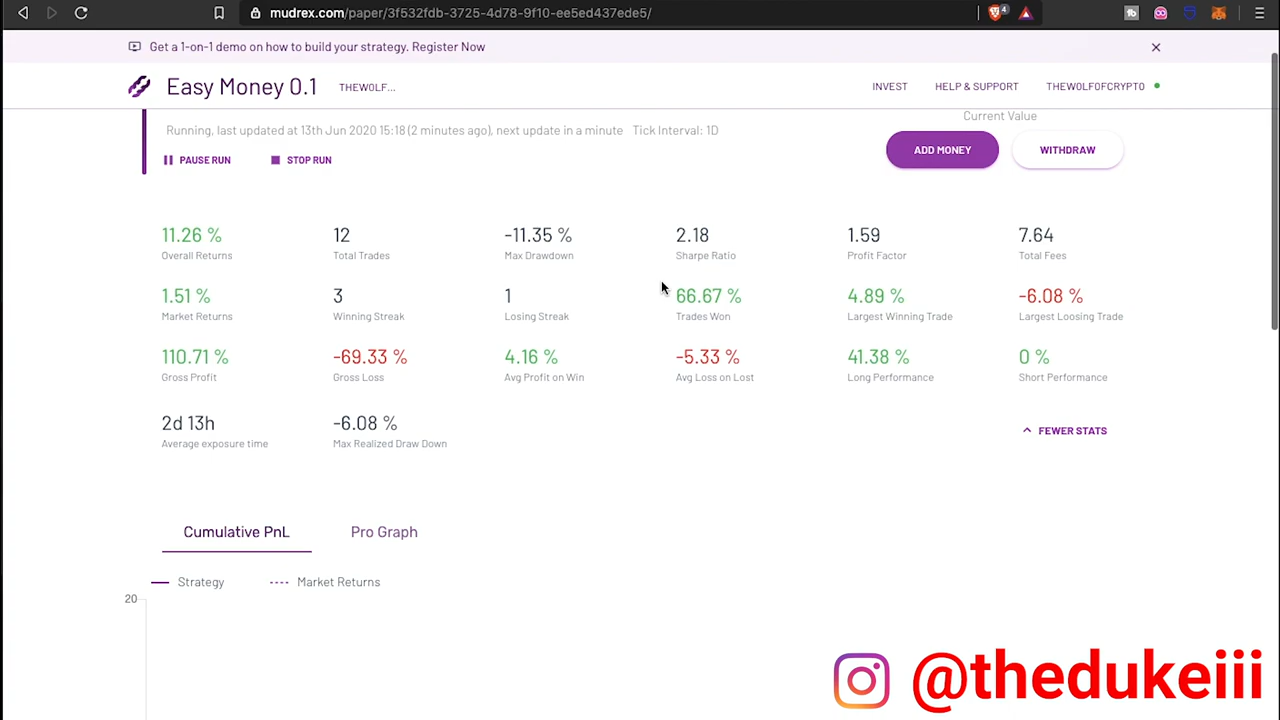 mudrex.com/paper/3f532fdb-3725-4d78-9f10-ee5ed437ede5/
4
Get a 1-on-1 demo on how to build your strategy. Register Now
Easy Money 0.1 THEWOLF...
INVEST HELP & SUPPORT THEWOLFOFCRYPTO
Running, last updated at 13th Jun 2020 15:18 (2 minutes ago), next update in a minute Tick Interval: 1D
Current Value
PAUSE RUN STOP RUN
ADD MONEY WITHDRAW
11.26 % 12 -11.35 % 2.18 1.59 7.64
Overall Returns Total Trades Max Drawdown Sharpe Ratio Profit Factor Total Fees
1.51 % 3 1 66.67 % 4.89 % -6.08 %
Market Returns Winning Streak Losing Streak Trades Won Largest Winning Trade Largest Loosing Trade
110.71 % -69.33 % 4.16 % -5.33 % 41.38 % 0 %
Gross Profit Gross Loss Avg Profit on Win Avg Loss on Lost Long Performance Short Performance
2d 13h -6.08 %
Average exposure time Max Realized Draw Down
FEWER STATS
Cumulative PnL Pro Graph
Strategy Market Returns
20
@thedukeiii